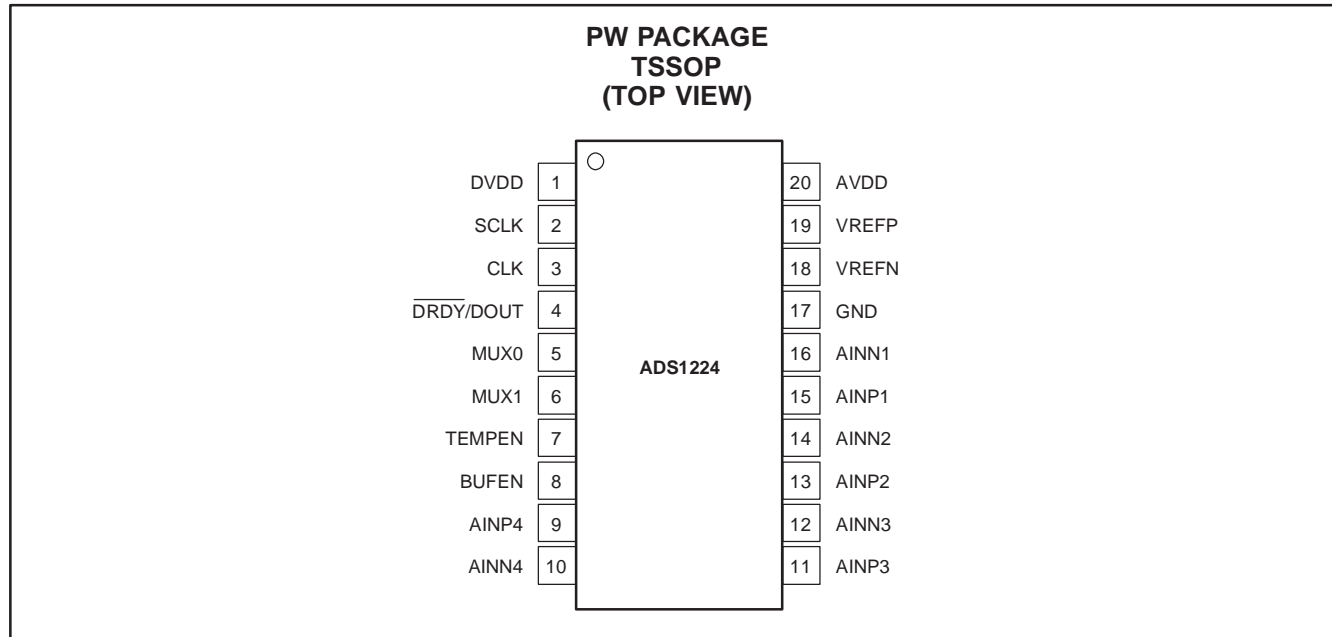 PW PACKAGE
TSSOP
(TOP VIEW)
DVDD 1 20 AVDD
SCLK 2 19 VREFP
CLK 3 18 VREFN
D̅R̅D̅Y̅/DOUT 4 17 GND
MUX0 5 16 AINN1
ADS1224
MUX1 6 15 AINP1
TEMPEN 7 14 AINN2
BUFEN 8 13 AINP2
AINP4 9 12 AINN3
AINN4 10 11 AINP3